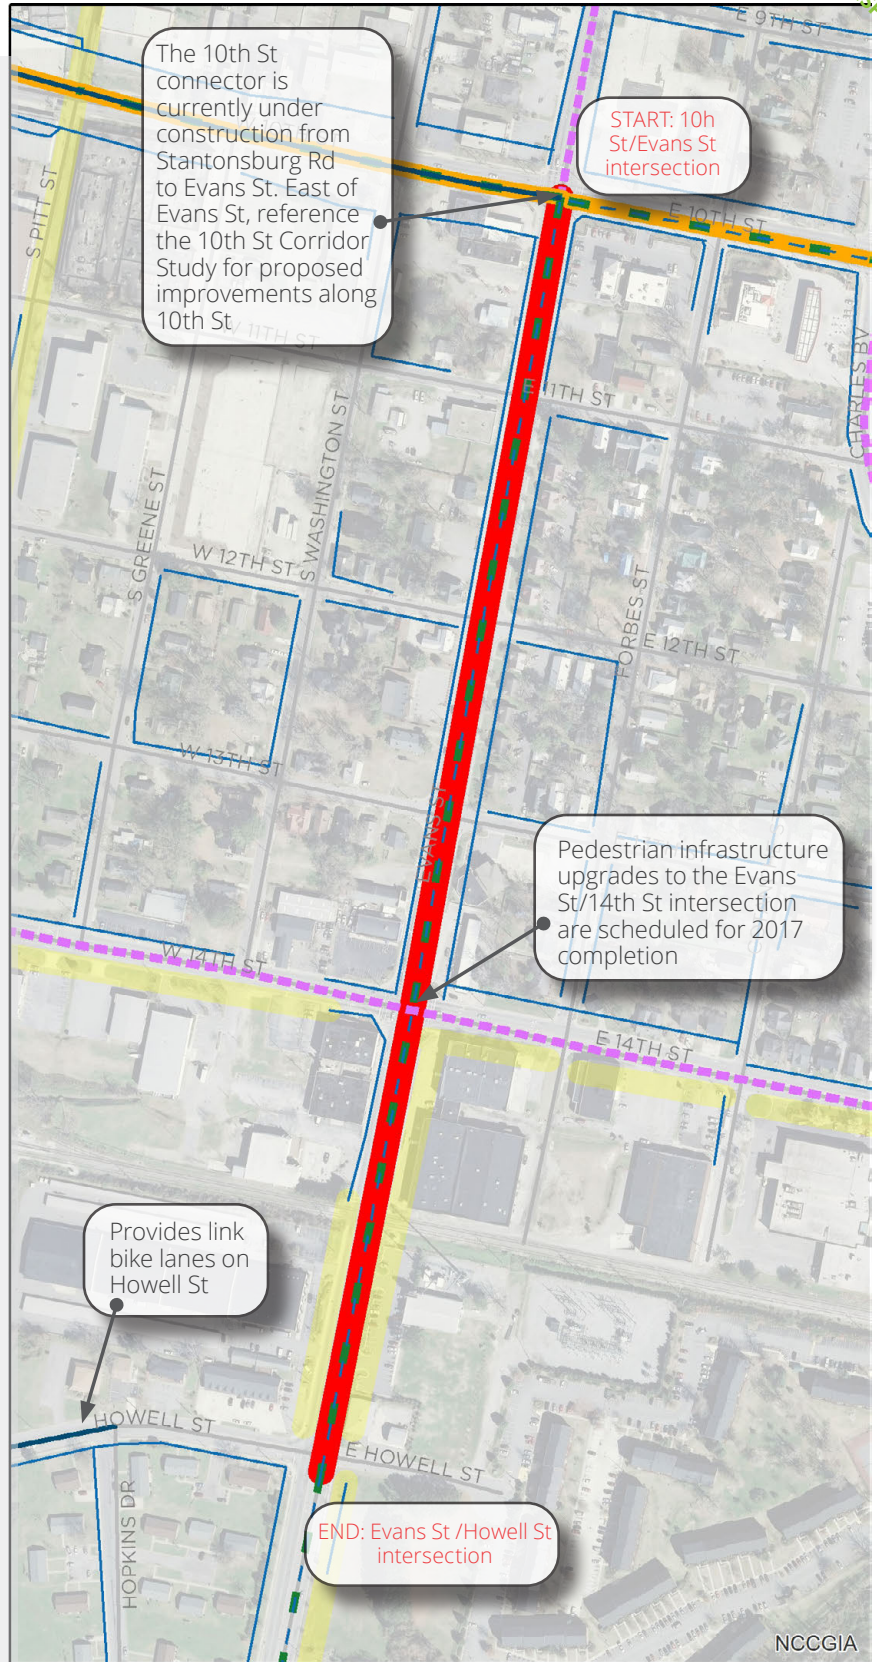 E 9TH ST
The 10th St
connector is
currently under
construction from
Stantonsburg Rd
to Evans St. East of
Evans St, reference
the 10th St Corridor
Study for proposed
improvements along
10th St
START: 10h
St/Evans St
intersection
E 10TH ST
S PITT ST
W 11TH ST
E 11TH ST
CHARLES BV
S GREENE ST
S WASHINGTON ST
W 12TH ST
FORBES ST
E 12TH ST
W 13TH ST
EVANS ST
Pedestrian infrastructure
upgrades to the Evans
St/14th St intersection
are scheduled for 2017
completion
W 14TH ST
E 14TH ST
Provides link
bike lanes on
Howell St
HOWELL ST
E HOWELL ST
HOPKINS DR
END: Evans St /Howell St
intersection
NCCGIA